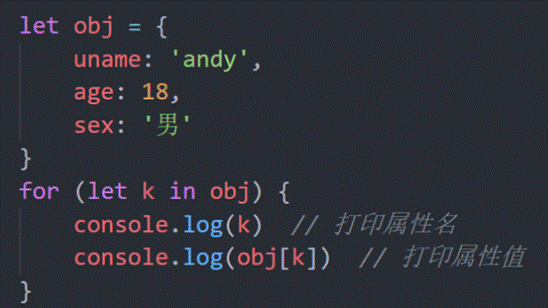 let obj = {
    uname: 'andy',
    age: 18,
    sex: '男'
}
for (let k in obj) {
    console.log(k)  // 打印属性名
    console.log(obj[k])  // 打印属性值
}